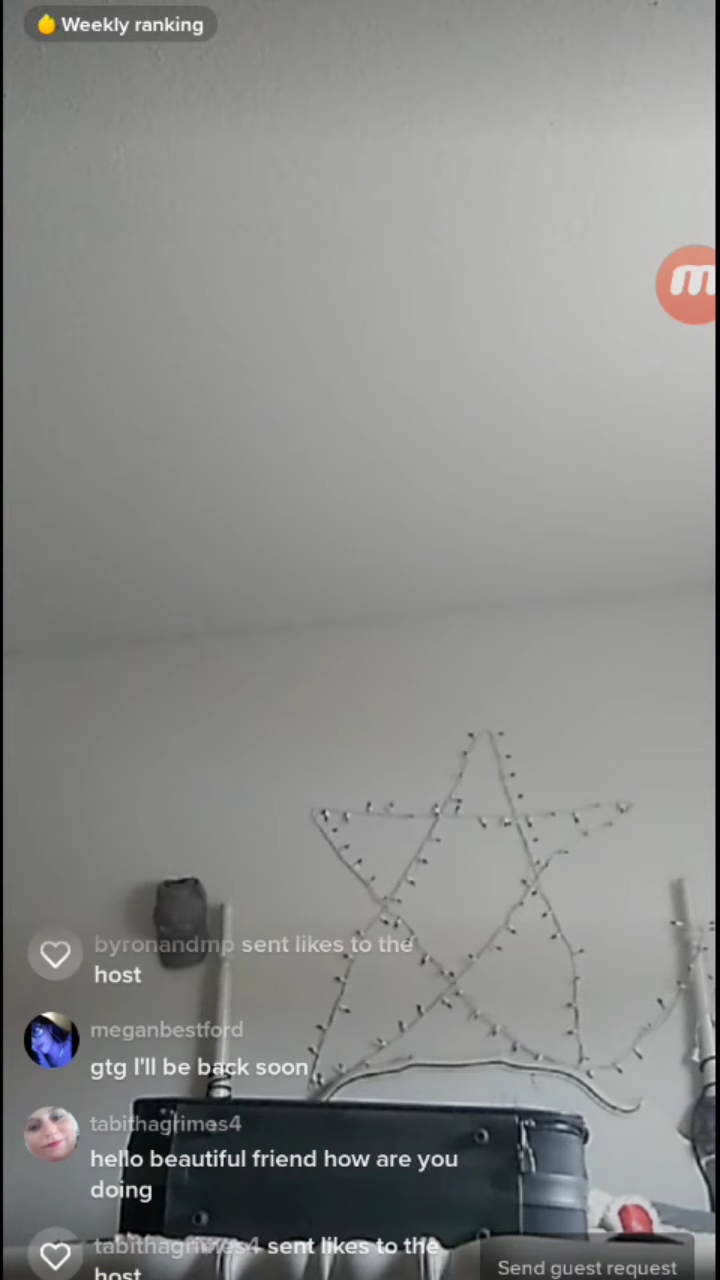 Weekly ranking
m
byronandmp sent likes to the
host
meganbestford
gtg I'll be back soon
tabithagrimes4
hello beautiful friend how are you
doing
tabithagrimes4 sent likes to the
host
Send guest request